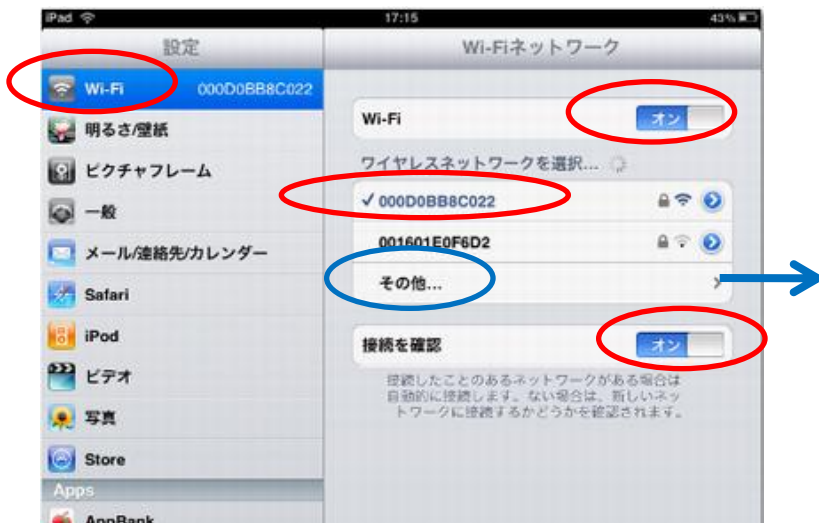 iPad 17:15 43%
設定
Wi-Fiネットワーク
Wi-Fi 000D0BB8C022
明るさ/壁紙
ピクチャフレーム
一般
メール/連絡先/カレンダー
Safari
iPod
ビデオ
写真
Store
Apps
AppBank
Wi-Fi オン
ワイヤレスネットワークを選択...
✓ 000D0BB8C022
001601E0F6D2
その他...
接続を確認 オン
接続したことのあるネットワークがある場合は
自動的に接続します。ない場合は、新しいネッ
トワークに接続するかどうかを確認されます。